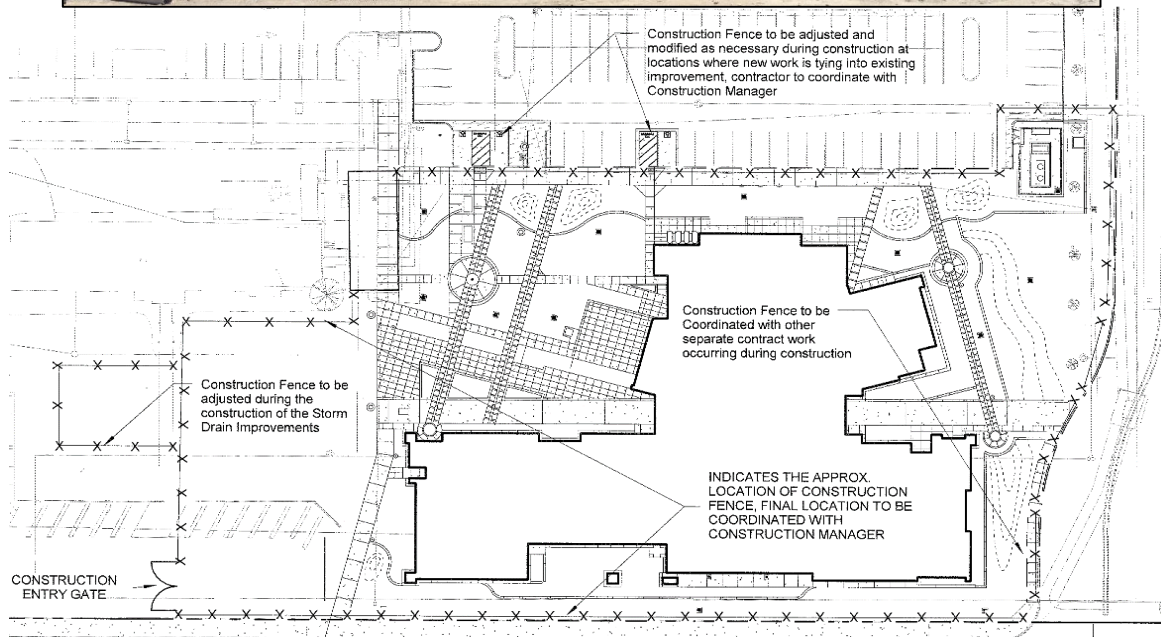 Construction Fence to be adjusted and
modified as necessary during construction at
locations where new work is tying into existing
improvement, contractor to coordinate with
Construction Manager
Construction Fence to be
Coordinated with other
separate contract work
occurring during construction
Construction Fence to be
adjusted during the
construction of the Storm
Drain Improvements
INDICATES THE APPROX.
LOCATION OF CONSTRUCTION
FENCE, FINAL LOCATION TO BE
COORDINATED WITH
CONSTRUCTION MANAGER
CONSTRUCTION
ENTRY GATE